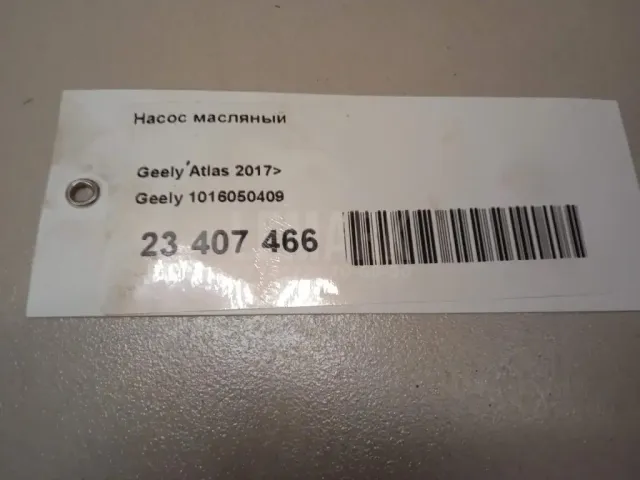 Насос масляный
Geely Atlas 2017>
Geely 1016050409
23 407 466